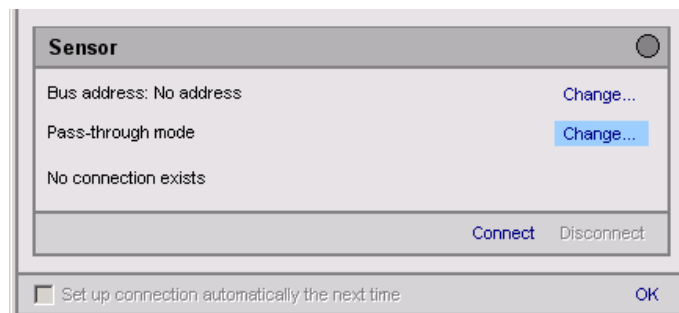 Sensor
Bus address: No address Change...
Pass-through mode Change...
No connection exists
Connect Disconnect
Set up connection automatically the next time OK